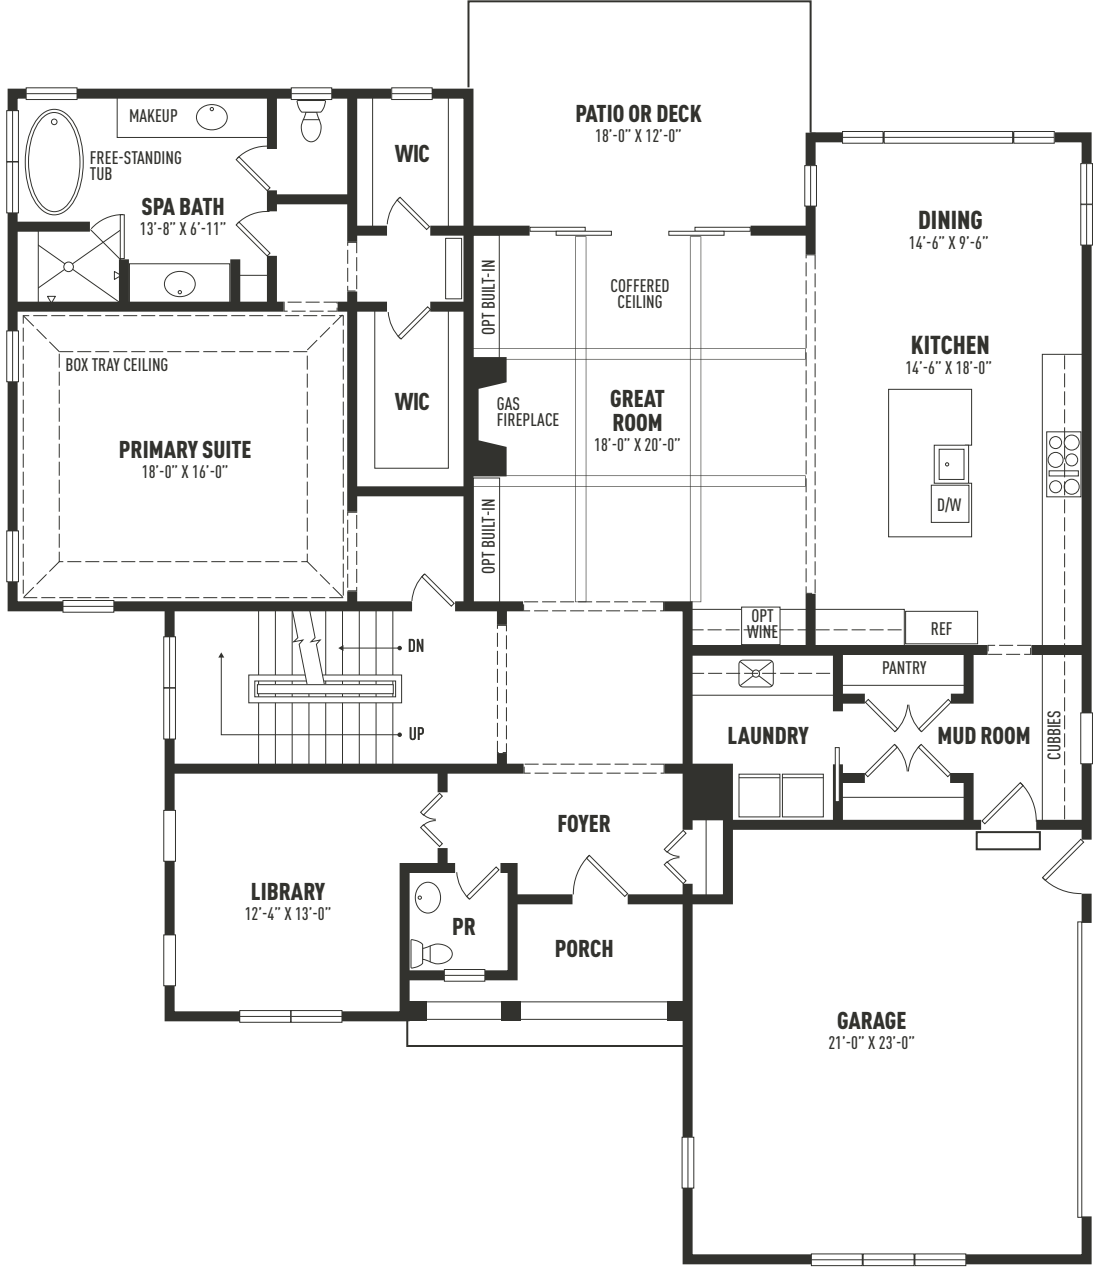 PATIO OR DECK
18'-0" X 12'-0"
MAKEUP
FREE-STANDING
TUB
SPA BATH
13'-8" X 6'-11"
WIC
DINING
14'-6" X 9'-6"
OPT BUILT-IN
COFFERED
CEILING
KITCHEN
14'-6" X 18'-0"
BOX TRAY CEILING
PRIMARY SUITE
18'-0" X 16'-0"
WIC
GAS
FIREPLACE
GREAT
ROOM
18'-0" X 20'-0"
D/W
OPT BUILT-IN
OPT
WINE
REF
DN
UP
PANTRY
LAUNDRY
MUD ROOM
CUBBIES
FOYER
LIBRARY
12'-4" X 13'-0"
PR
PORCH
GARAGE
21'-0" X 23'-0"